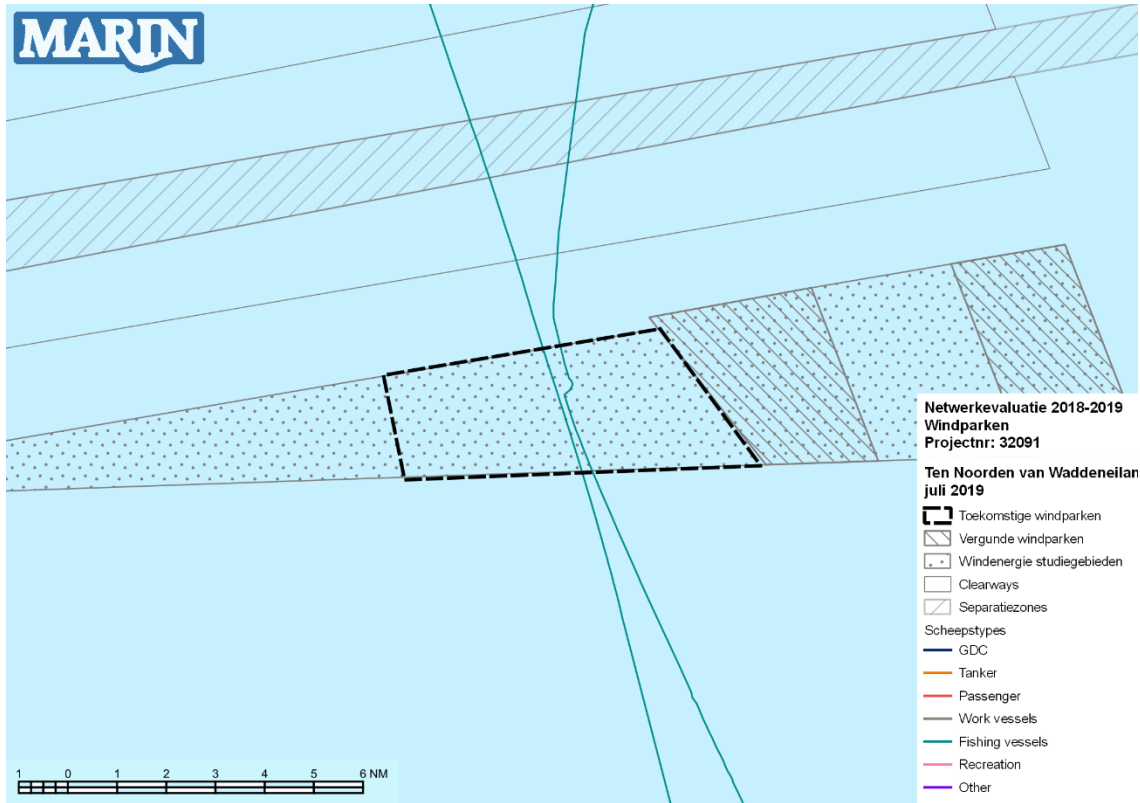 MARIN
Netwerkevaluatie 2018-2019
Windparken
Projectnr: 32091
Ten Noorden van Waddeneilan
juli 2019
Toekomstige windparken
Vergunde windparken
Windenergie studiegebieden
Clearways
Separatiezones
Scheepstypes
GDC
Tanker
Passenger
Work vessels
Fishing vessels
Recreation
Other
1 0 1 2 3 4 5 6 NM